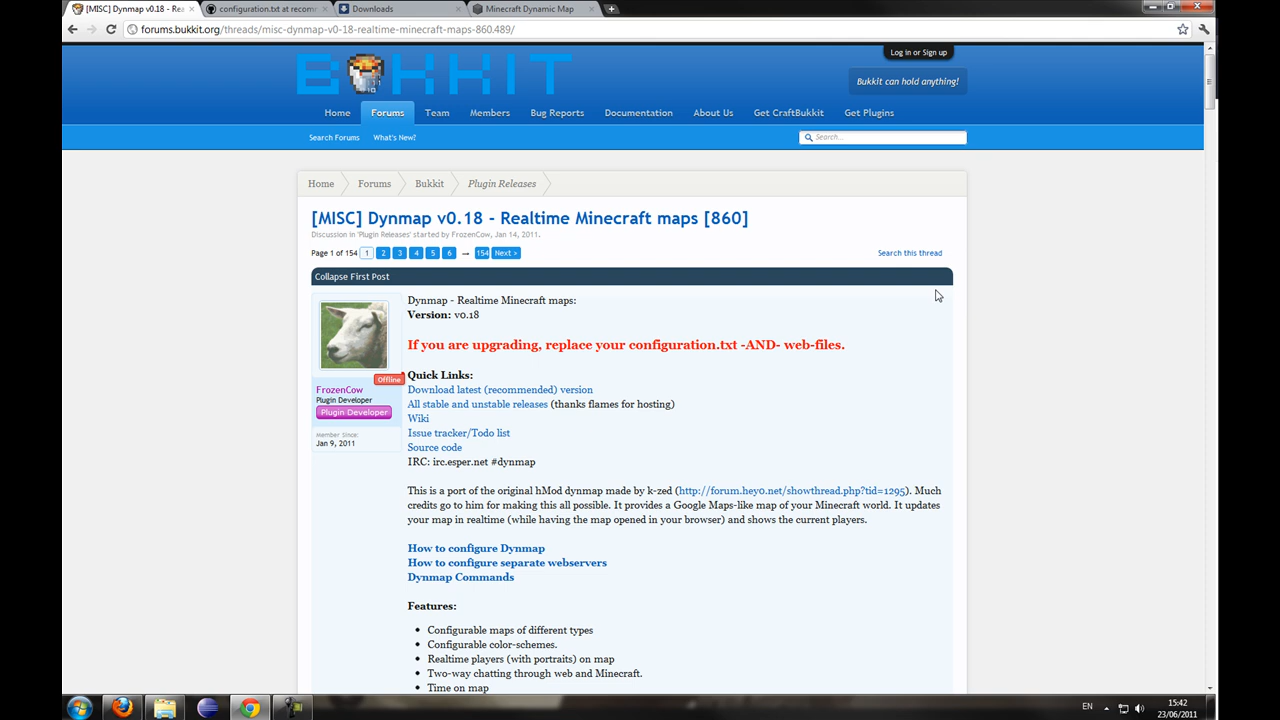 [MISC] Dynmap v0.18 - Rea
configuration.txt at recom
Downloads
Minecraft Dynamic Map
forums.bukkit.org/threads/misc-dynmap-v0-18-realtime-minecraft-maps-860.489/
Log in or Sign up
BUKKIT
Bukkit can hold anything!
Home
Forums
Team
Members
Bug Reports
Documentation
About Us
Get CraftBukkit
Get Plugins
Search Forums
What's New?
Search...
Home
Forums
Bukkit
Plugin Releases
[MISC] Dynmap v0.18 - Realtime Minecraft maps [860]
Discussion in 'Plugin Releases' started by FrozenCow, Jan 14, 2011.
Page 1 of 154 1 2 3 4 5 6 → 154 Next >
Search this thread
Collapse First Post
Offline
FrozenCow
Plugin Developer
Plugin Developer
Member Since:
Jan 9, 2011
Dynmap - Realtime Minecraft maps:
Version: v0.18
If you are upgrading, replace your configuration.txt -AND- web-files.
Quick Links:
Download latest (recommended) version
All stable and unstable releases (thanks flames for hosting)
Wiki
Issue tracker/Todo list
Source code
IRC: irc.esper.net #dynmap
This is a port of the original hMod dynmap made by k-zed (http://forum.hey0.net/showthread.php?tid=1295). Much
credits go to him for making this all possible. It provides a Google Maps-like map of your Minecraft world. It updates
your map in realtime (while having the map opened in your browser) and shows the current players.
How to configure Dynmap
How to configure separate webservers
Dynmap Commands
Features:
• Configurable maps of different types
• Configurable color-schemes.
• Realtime players (with portraits) on map
• Two-way chatting through web and Minecraft.
• Time on map
EN
15:42
23/06/2011